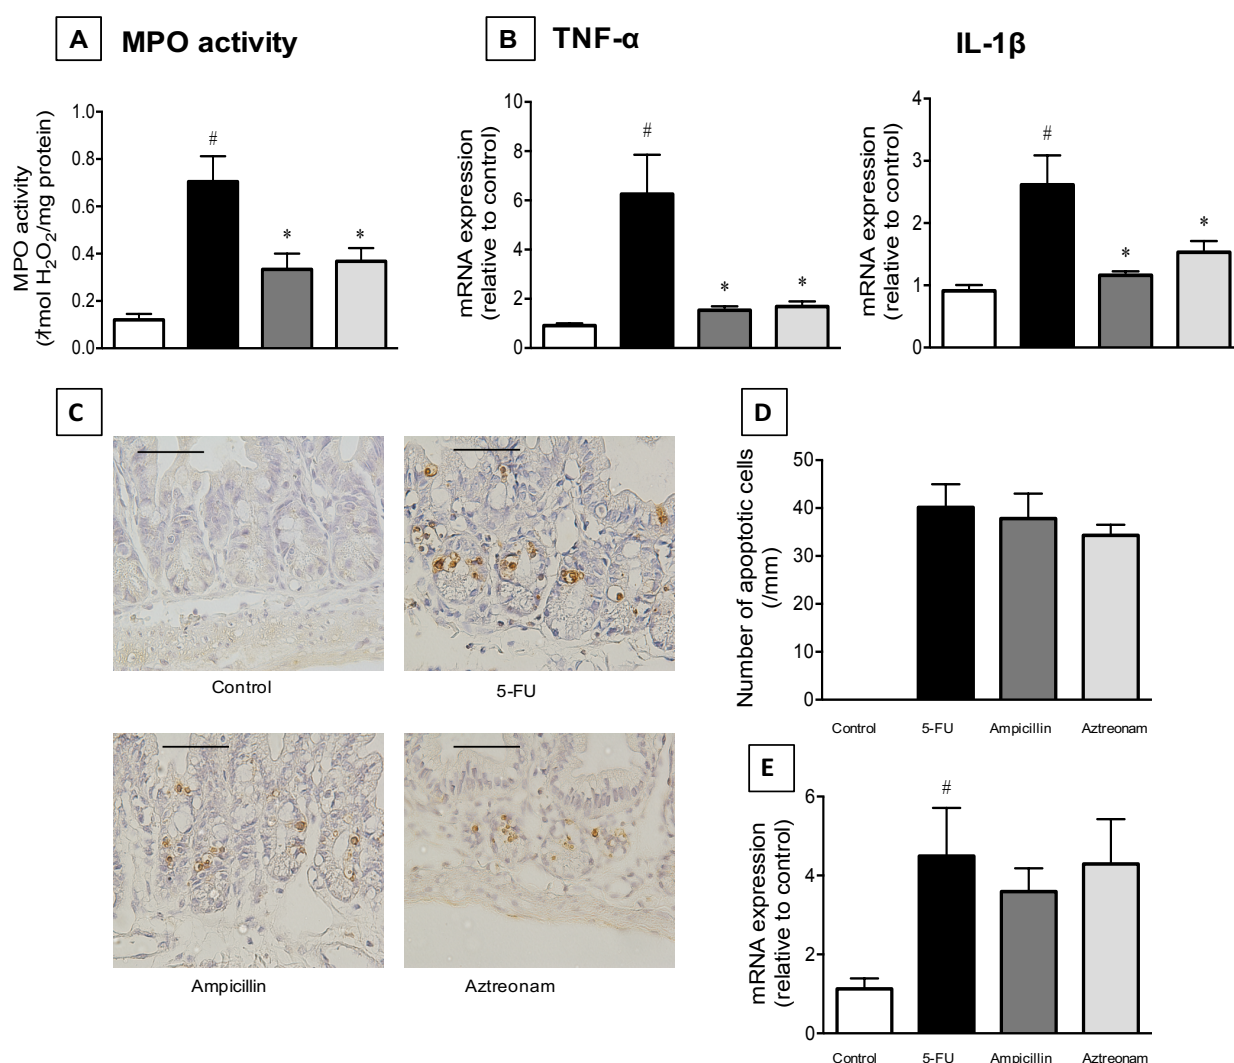 A MPO activity
B TNF-α
IL-1β
MPO activity
(mol H₂O₂/mg protein)
1.0
0.8
0.6
0.4
0.2
0.0
#
*
*
mRNA expression
(relative to control)
10
8
6
4
2
0
#
*
*
mRNA expression
(relative to control)
4
3
2
1
0
#
*
*
C
Control
5-FU
Ampicillin
Aztreonam
D
Number of apoptotic cells
(/mm)
50
40
30
20
10
0
Control 5-FU Ampicillin Aztreonam
E
mRNA expression
(relative to control)
6
4
2
0
#
Control 5-FU Ampicillin Aztreonam